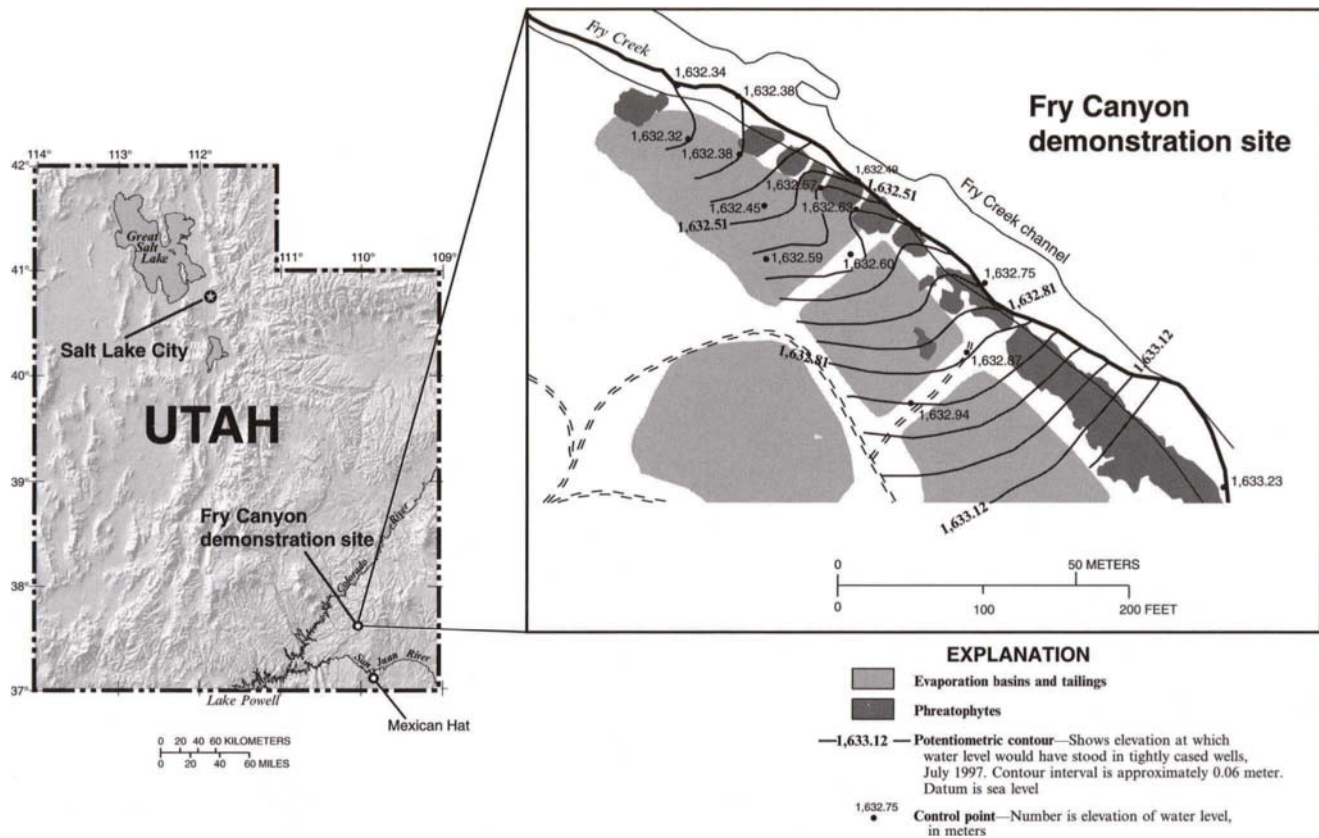 114°
113°
112°
42°
Great
Salt
Lake
41°
111°
110°
109°
Salt Lake City
40°
UTAH
39°
Fry Canyon
demonstration site
38°
Colorado
River
San Juan River
37°
Lake Powell
Mexican Hat
0 20 40 60 KILOMETERS
0 20 40 60 MILES
Fry Creek
1,632.34
1,632.38
Fry Canyon
demonstration site
1,632.32
1,632.38
1,632.49
1,632.57
1,632.51
Fry Creek channel
1,632.45
1,632.63
1,632.51
1,632.59
1,632.60
1,632.75
1,632.81
1,632.81
1,632.87
1,633.12
1,632.94
1,633.23
1,633.12
0 50 METERS
0 100 200 FEET
EXPLANATION
Evaporation basins and tailings
Phreatophytes
1,633.12 Potentiometric contour—Shows elevation at which
water level would have stood in tightly cased wells,
July 1997. Contour interval is approximately 0.06 meter.
Datum is sea level
1,632.75
Control point—Number is elevation of water level,
in meters